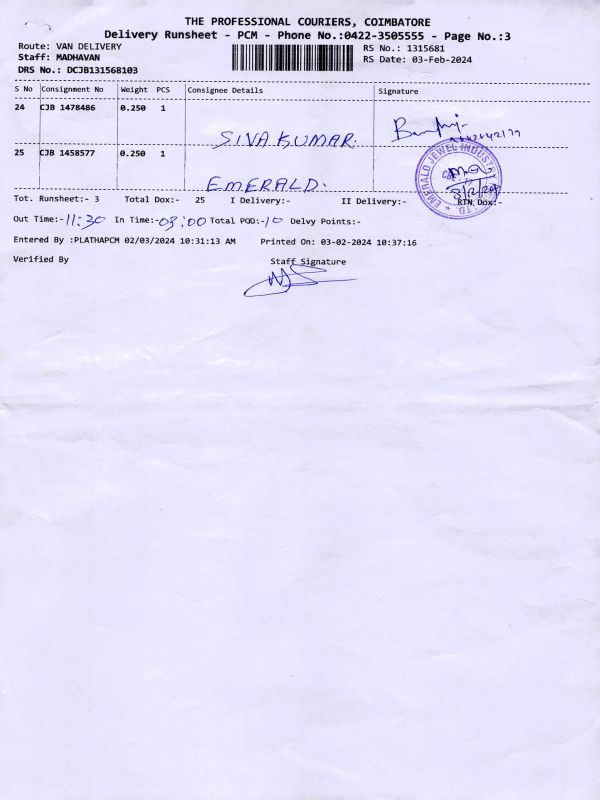 THE PROFESSIONAL COURIERS, COIMBATORE
Delivery Runsheet - PCM - Phone No.:0422-3505555 - Page No.:3
Route: VAN DELIVERY
RS No.: 1315681
Staff: MADHAVAN
RS Date: 03-Feb-2024
DRS No.: DCJB131568103
S No Consignment No Weight PCS Consignee Details Signature
24 CJB 1478486 0.250 1
SIVA KUMAR.
25 CJB 1458577 0.250 1
EMERALD JEWEL INDUSTRY
EMERALD.
3/2/24
Tot. Runsheet:- 3 Total Dox:- 25 I Delivery:- II Delivery:- RTN Dox:-
Out Time:-11:30 In Time:-03:00 Total POD:-10 Delvy Points:-
Entered By :PLATHAPCM 02/03/2024 10:31:13 AM Printed On: 03-02-2024 10:37:16
Verified By Staff Signature